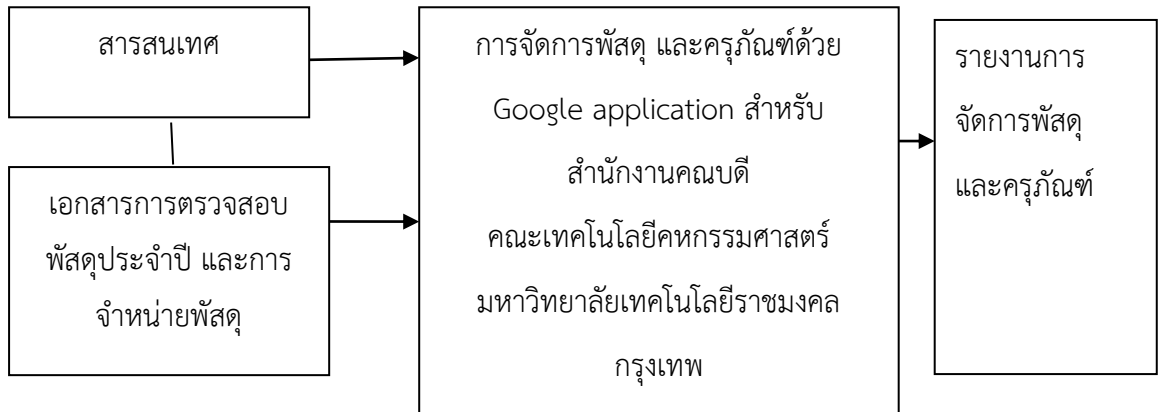 สารสนเทศ
เอกสารการตรวจสอบ
พัสดุประจำปี และการ
จำหน่ายพัสดุ
การจัดการพัสดุ และครุภัณฑ์ด้วย
Google application สำหรับ
สำนักงานคณบดี
คณะเทคโนโลยีคหกรรมศาสตร์
มหาวิทยาลัยเทคโนโลยีราชมงคล
กรุงเทพ
รายงานการ
จัดการพัสดุ
และครุภัณฑ์